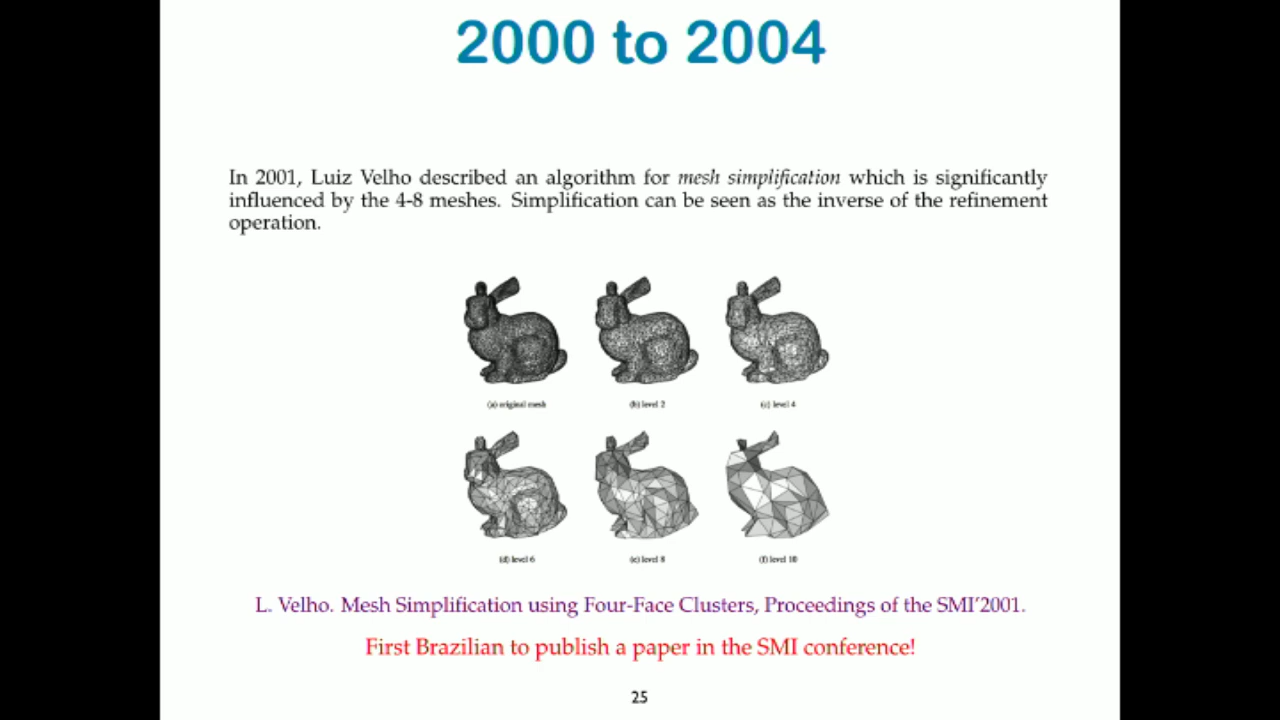 2000 to 2004
In 2001, Luiz Velho described an algorithm for mesh simplification which is significantly
influenced by the 4-8 meshes. Simplification can be seen as the inverse of the refinement
operation.
(a) original mesh
(b) level 2
(c) level 4
(d) level 6
(e) level 8
(f) level 10
L. Velho. Mesh Simplification using Four-Face Clusters, Proceedings of the SMI'2001.
First Brazilian to publish a paper in the SMI conference!
25